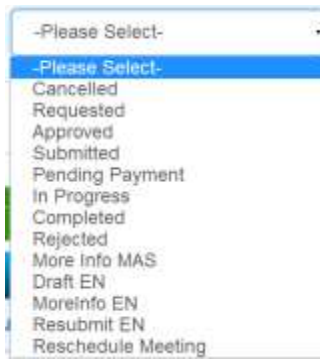 -Please Select-
-Please Select-
Cancelled
Requested
Approved
Submitted
Pending Payment
In Progress
Completed
Rejected
More Info MAS
Draft EN
MoreInfo EN
Resubmit EN
Reschedule Meeting